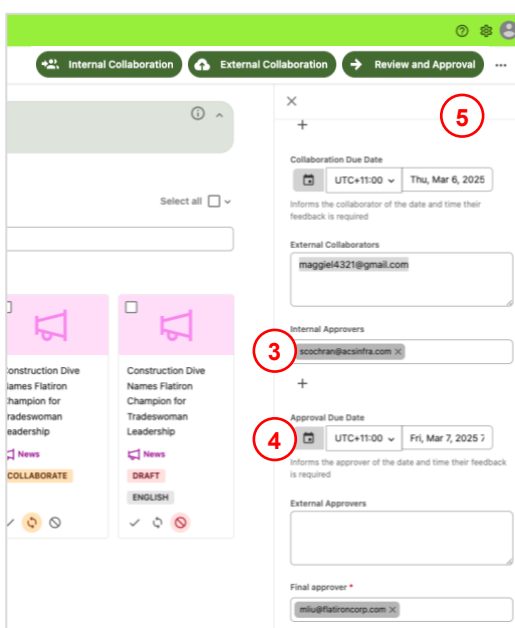 Internal Collaboration
External Collaboration
Review and Approval
5
Select all
Construction Dive
Names Flatiron
Champion for
Tradeswoman
Leadership
News
COLLABORATE
Construction Dive
Names Flatiron
Champion for
Tradeswoman
Leadership
News
DRAFT
ENGLISH
+
Collaboration Due Date
UTC+11:00
Thu, Mar 6, 2025
Informs the collaborator of the date and time their
feedback is required
External Collaborators
maggiel4321@gmail.com
Internal Approvers
3
scochran@acsinfra.com
+
Approval Due Date
4
UTC+11:00
Fri, Mar 7, 2025 7
Informs the approver of the date and time their feedback
is required
External Approvers
Final approver *
mliu@flatironcorp.com